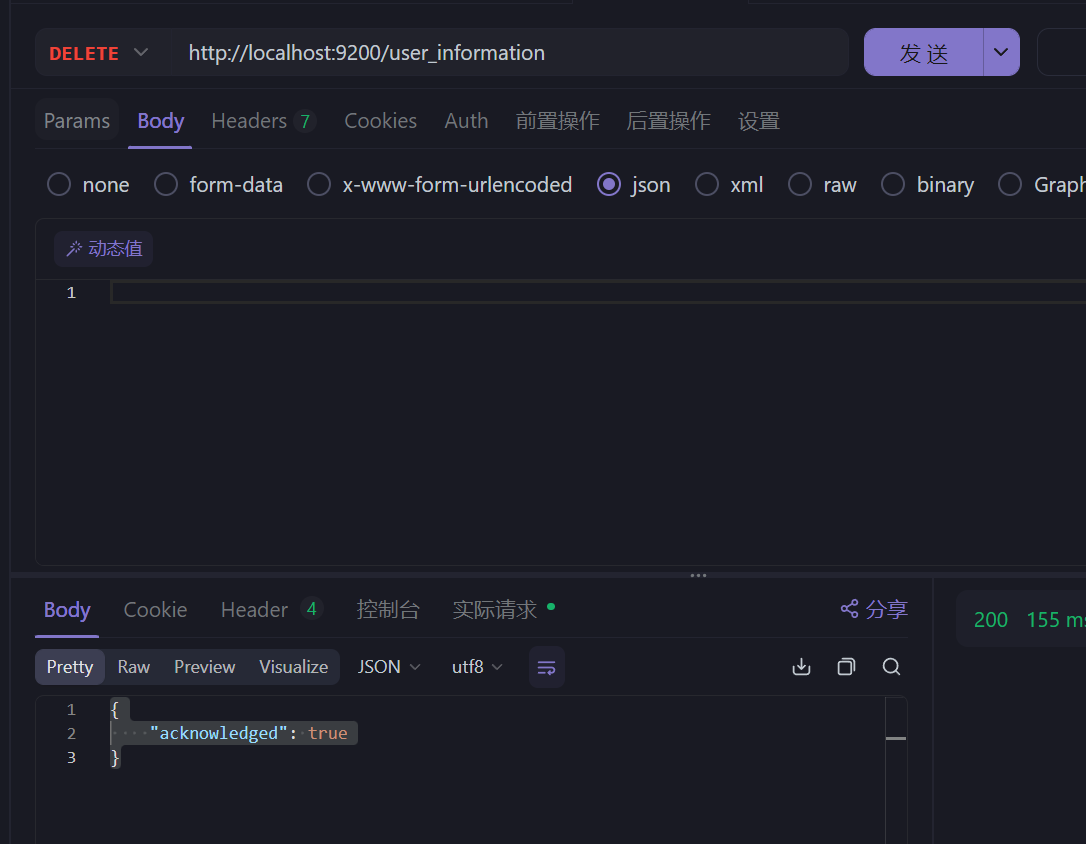 DELETE http://localhost:9200/user_information 发 送
Params Body Headers 7 Cookies Auth 前置操作 后置操作 设置
none form-data x-www-form-urlencoded json xml raw binary Graph
动态值
1
Body Cookie Header 4 控制台 实际请求 分享
200 155 ms
Pretty Raw Preview Visualize JSON utf8
1 {
2 "acknowledged": true
3 }